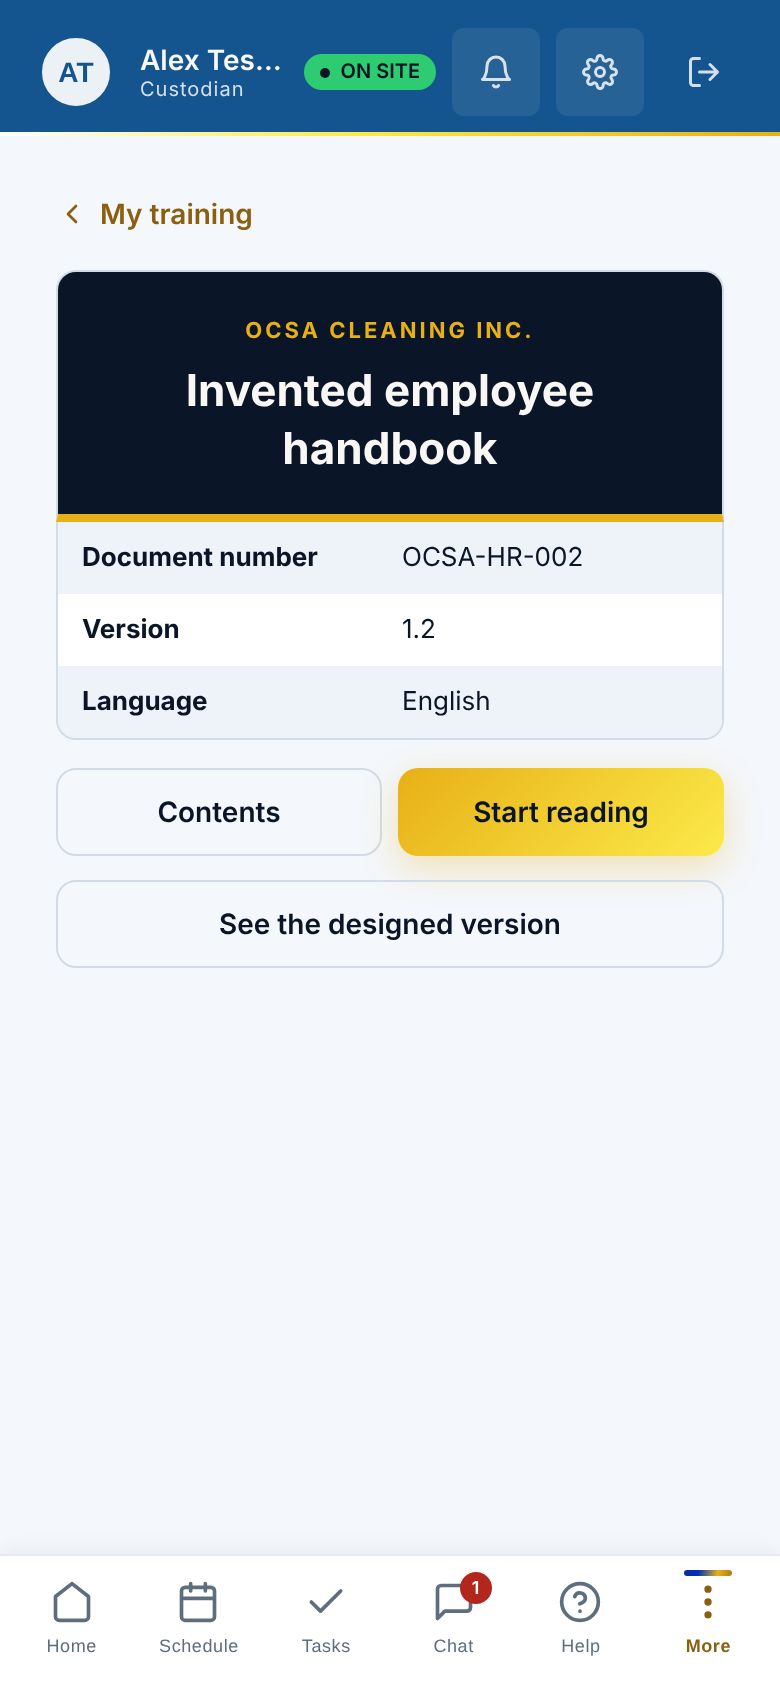 AT
Alex Tes...
Custodian
ON SITE
My training
OCSA CLEANING INC.
Invented employee
handbook
Document number OCSA-HR-002
Version 1.2
Language English
Contents
Start reading
See the designed version
1
Home
Schedule
Tasks
Chat
Help
More